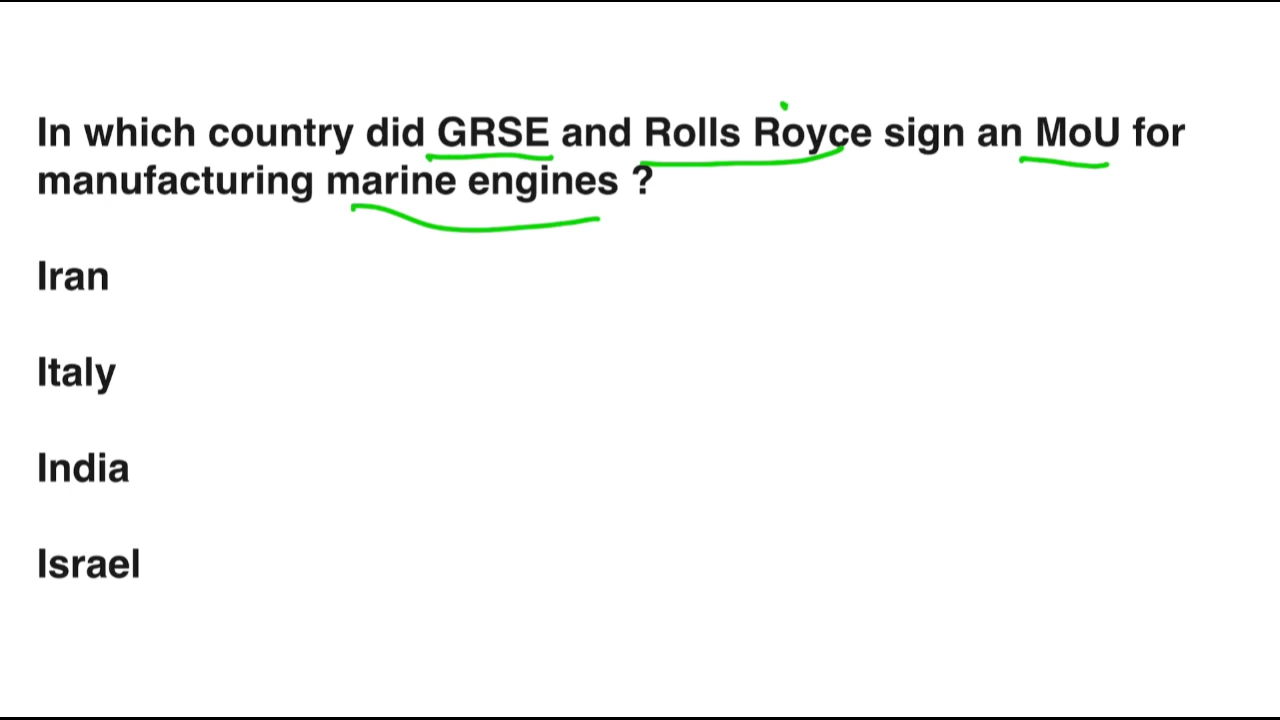 In which country did GRSE and Rolls Royce sign an MoU for
manufacturing marine engines ?
Iran
Italy
India
Israel